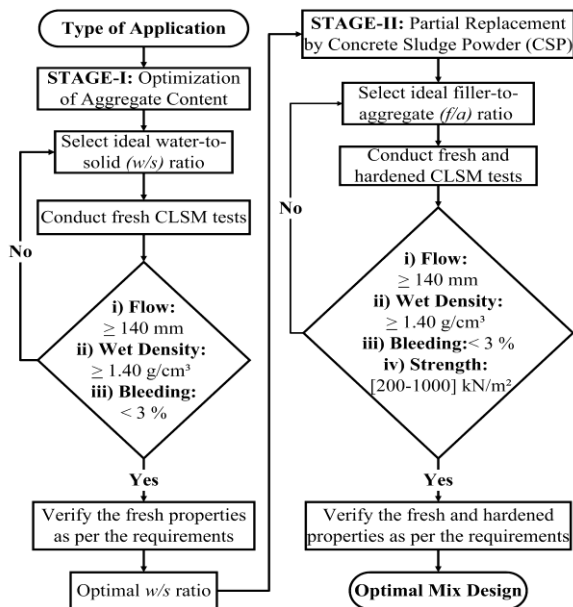 Type of Application
STAGE-I: Optimization
of Aggregate Content
Select ideal water-to-
solid (w/s) ratio
Conduct fresh CLSM tests
No
i) Flow:
≥ 140 mm
ii) Wet Density:
≥ 1.40 g/cm³
iii) Bleeding:
< 3 %
Yes
Verify the fresh properties
as per the requirements
Optimal w/s ratio
STAGE-II: Partial Replacement
by Concrete Sludge Powder (CSP)
Select ideal filler-to-
aggregate (f/a) ratio
Conduct fresh and
hardened CLSM tests
No
i) Flow:
≥ 140 mm
ii) Wet Density:
≥ 1.40 g/cm³
iii) Bleeding:< 3 %
iv) Strength:
[200-1000] kN/m²
Yes
Verify the fresh and hardened
properties as per the requirements
Optimal Mix Design